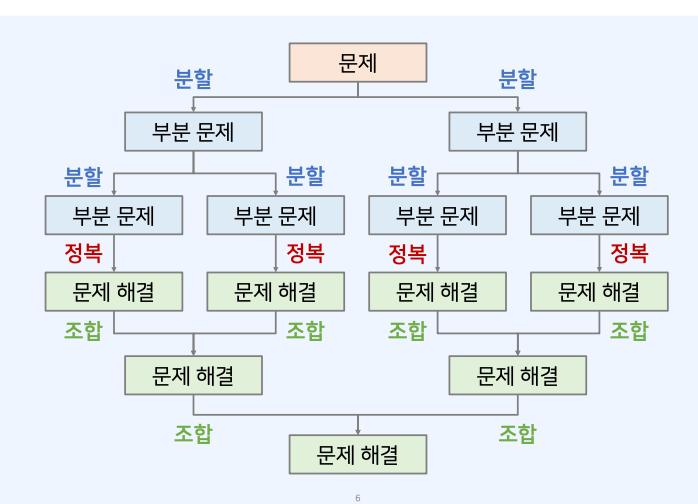 문제
분할 분할
부분 문제 부분 문제
분할 분할 분할 분할
부분 문제 부분 문제 부분 문제 부분 문제
정복 정복 정복 정복
문제 해결 문제 해결 문제 해결 문제 해결
조합 조합 조합 조합
문제 해결 문제 해결
조합 조합
문제 해결
6